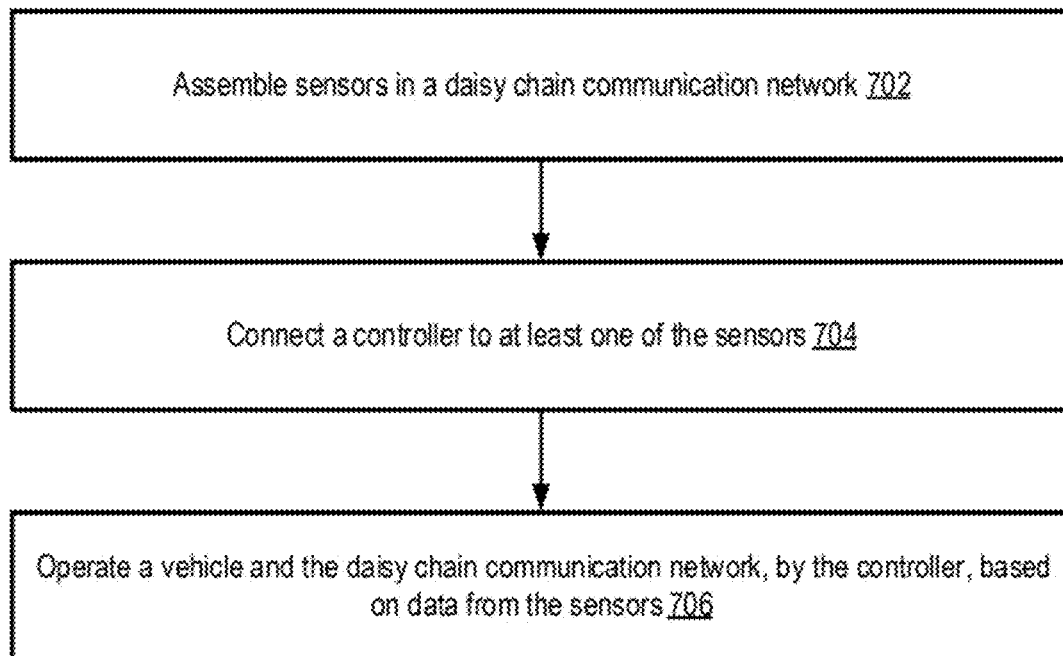 Assemble sensors in a daisy chain communication network 702
Connect a controller to at least one of the sensors 704
Operate a vehicle and the daisy chain communication network, by the controller, based
on data from the sensors 706